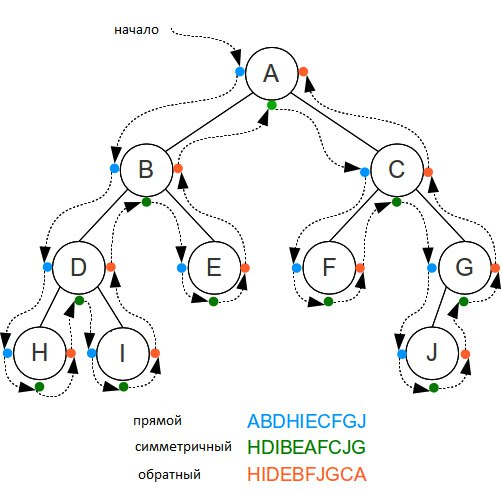 начало
A
B
C
D
E
F
G
H
I
J
прямой ABDHIECFGJ
симметричный HDIBEAFCJG
обратный HIDEBFJGCA